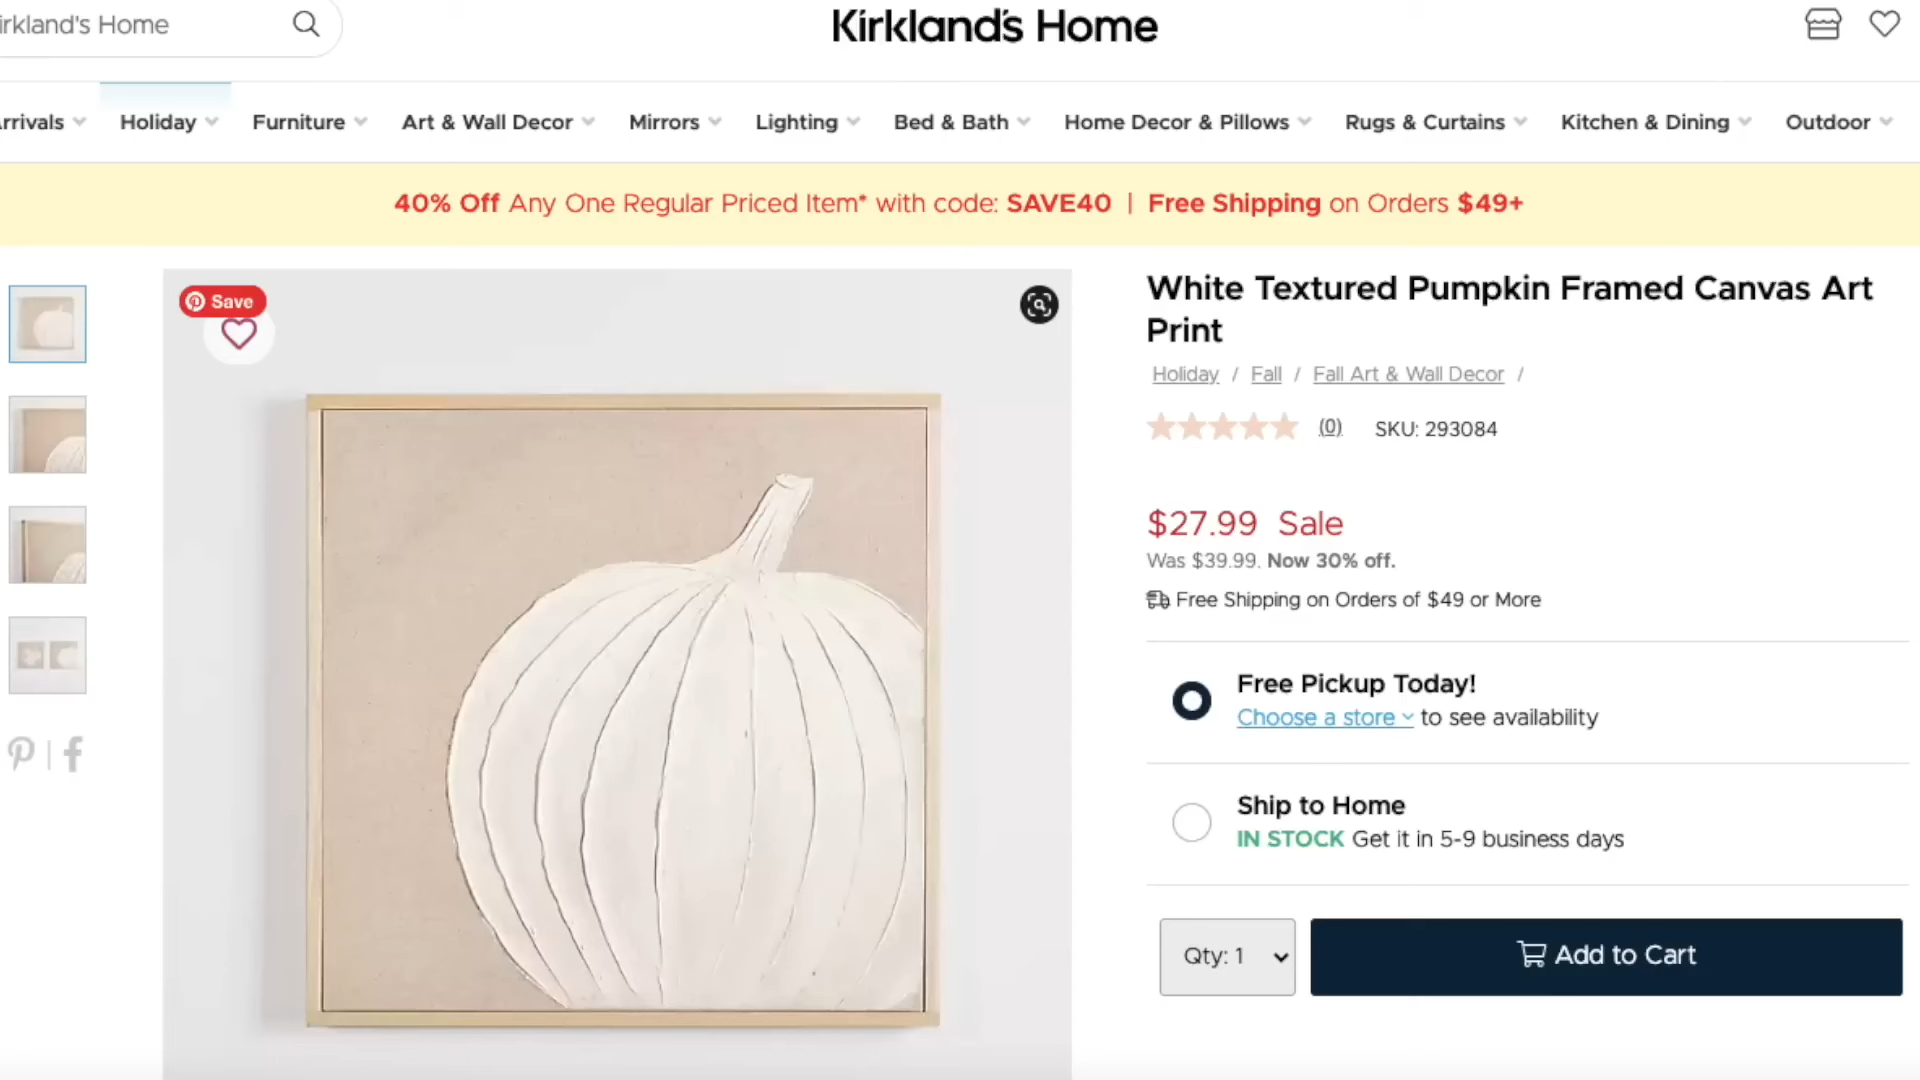 Kirkland's Home
Kirkland's Home
Holiday
Furniture
Art & Wall Decor
Mirrors
Lighting
Bed & Bath
Home Decor & Pillows
Rugs & Curtains
Kitchen & Dining
Outdoor
40% Off Any One Regular Priced Item* with code: SAVE40 | Free Shipping on Orders $49+
Save
White Textured Pumpkin Framed Canvas Art
Print
Holiday / Fall / Fall Art & Wall Decor /
(0) SKU: 293084
$27.99 Sale
Was $39.99. Now 30% off.
Free Shipping on Orders of $49 or More
Free Pickup Today!
Choose a store to see availability
Ship to Home
IN STOCK Get it in 5-9 business days
Qty: 1
Add to Cart